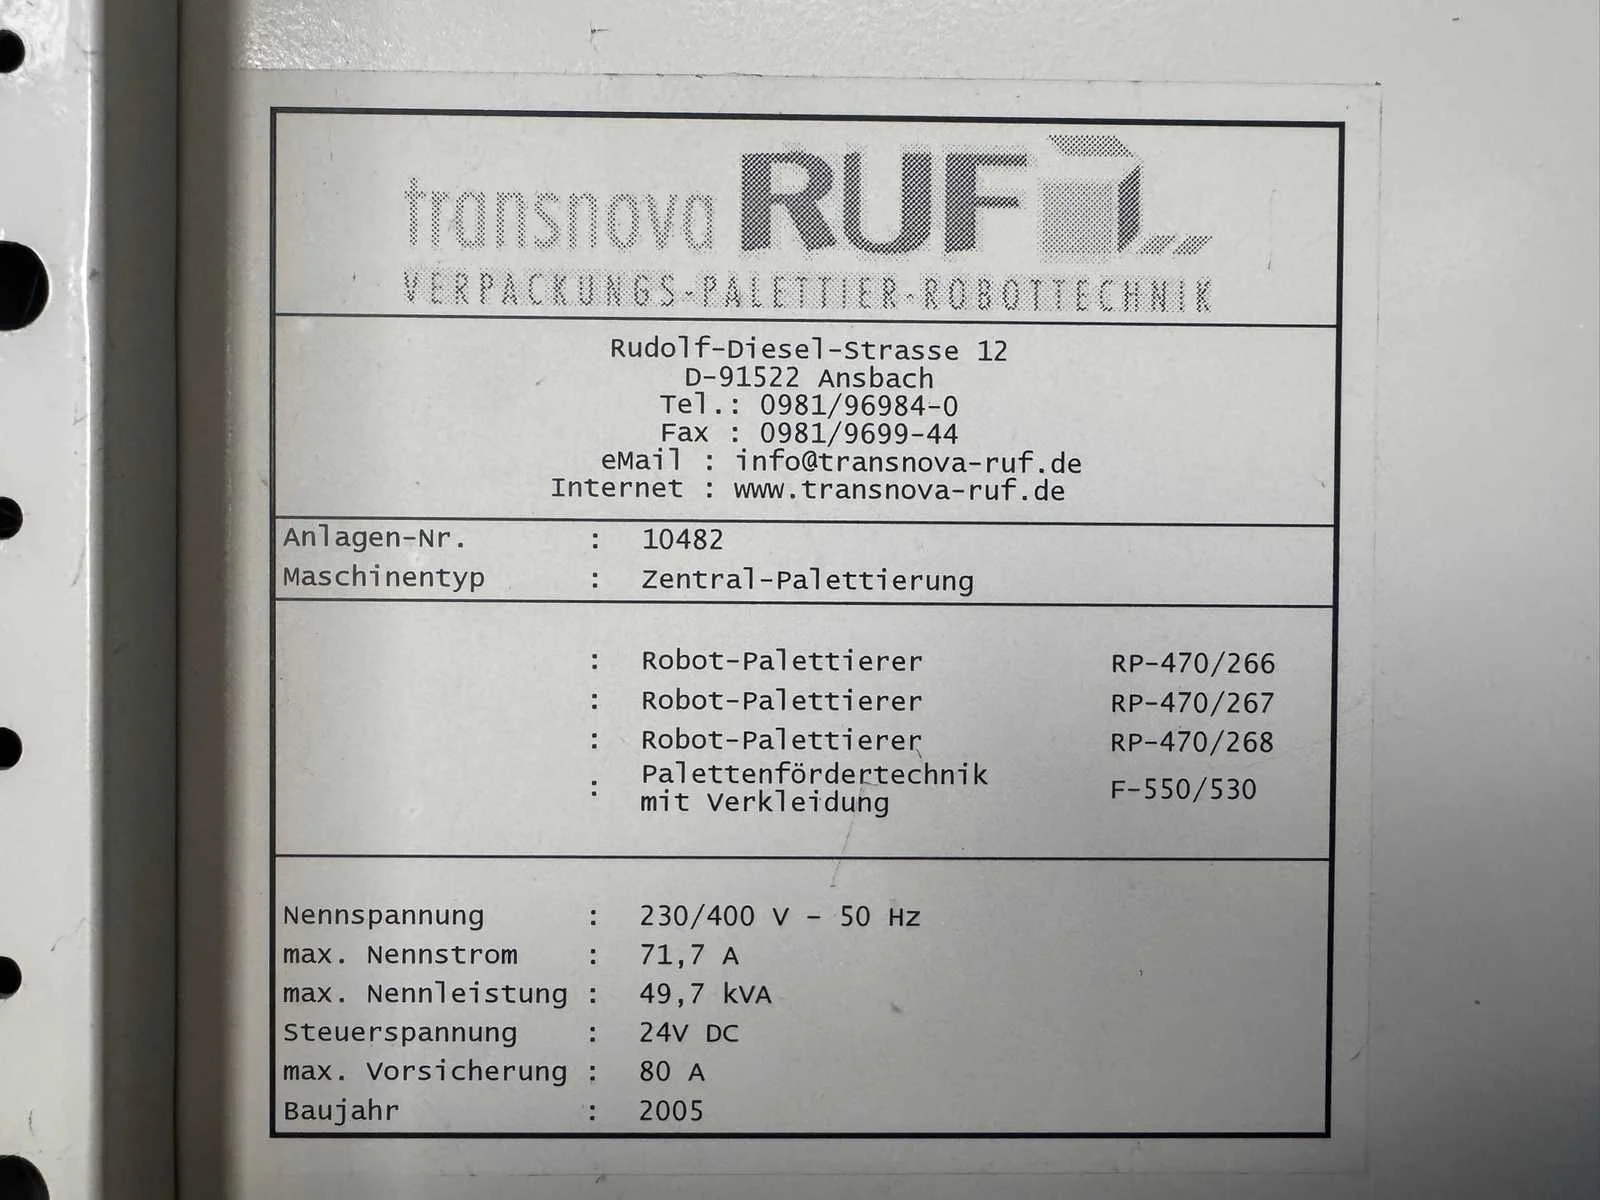 transnova RUF
VERPACKUNGS-PALETTIER-ROBOTTECHNIK
Rudolf-Diesel-Strasse 12
D-91522 Ansbach
Tel.: 0981/96984-0
Fax : 0981/9699-44
eMail : info@transnova-ruf.de
Internet : www.transnova-ruf.de
Anlagen-Nr. : 10482
Maschinentyp : Zentral-Palettierung
: Robot-Palettierer RP-470/266
: Robot-Palettierer RP-470/267
: Robot-Palettierer RP-470/268
: Palettenfördertechnik F-550/530
mit Verkleidung
Nennspannung : 230/400 V - 50 Hz
max. Nennstrom : 71,7 A
max. Nennleistung : 49,7 kVA
Steuerspannung : 24V DC
max. Vorsicherung : 80 A
Baujahr : 2005